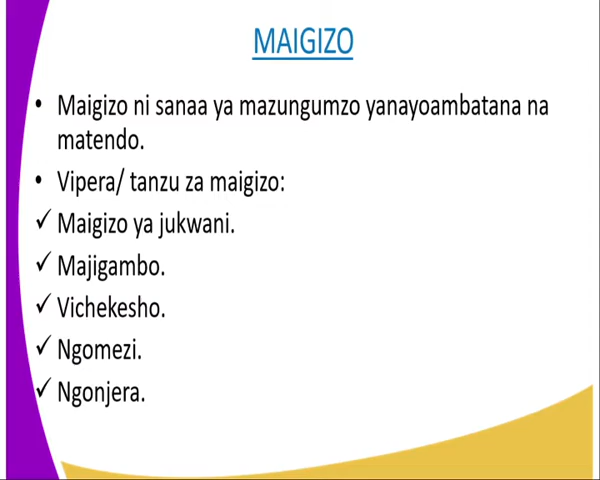 MAIGIZO
• Maigizo ni sanaa ya mazungumzo yanayoambatana na
matendo.
• Vipera/ tanzu za maigizo:
✓ Maigizo ya jukwani.
✓ Majigambo.
✓ Vichekesho.
✓ Ngomezi.
✓ Ngonjera.